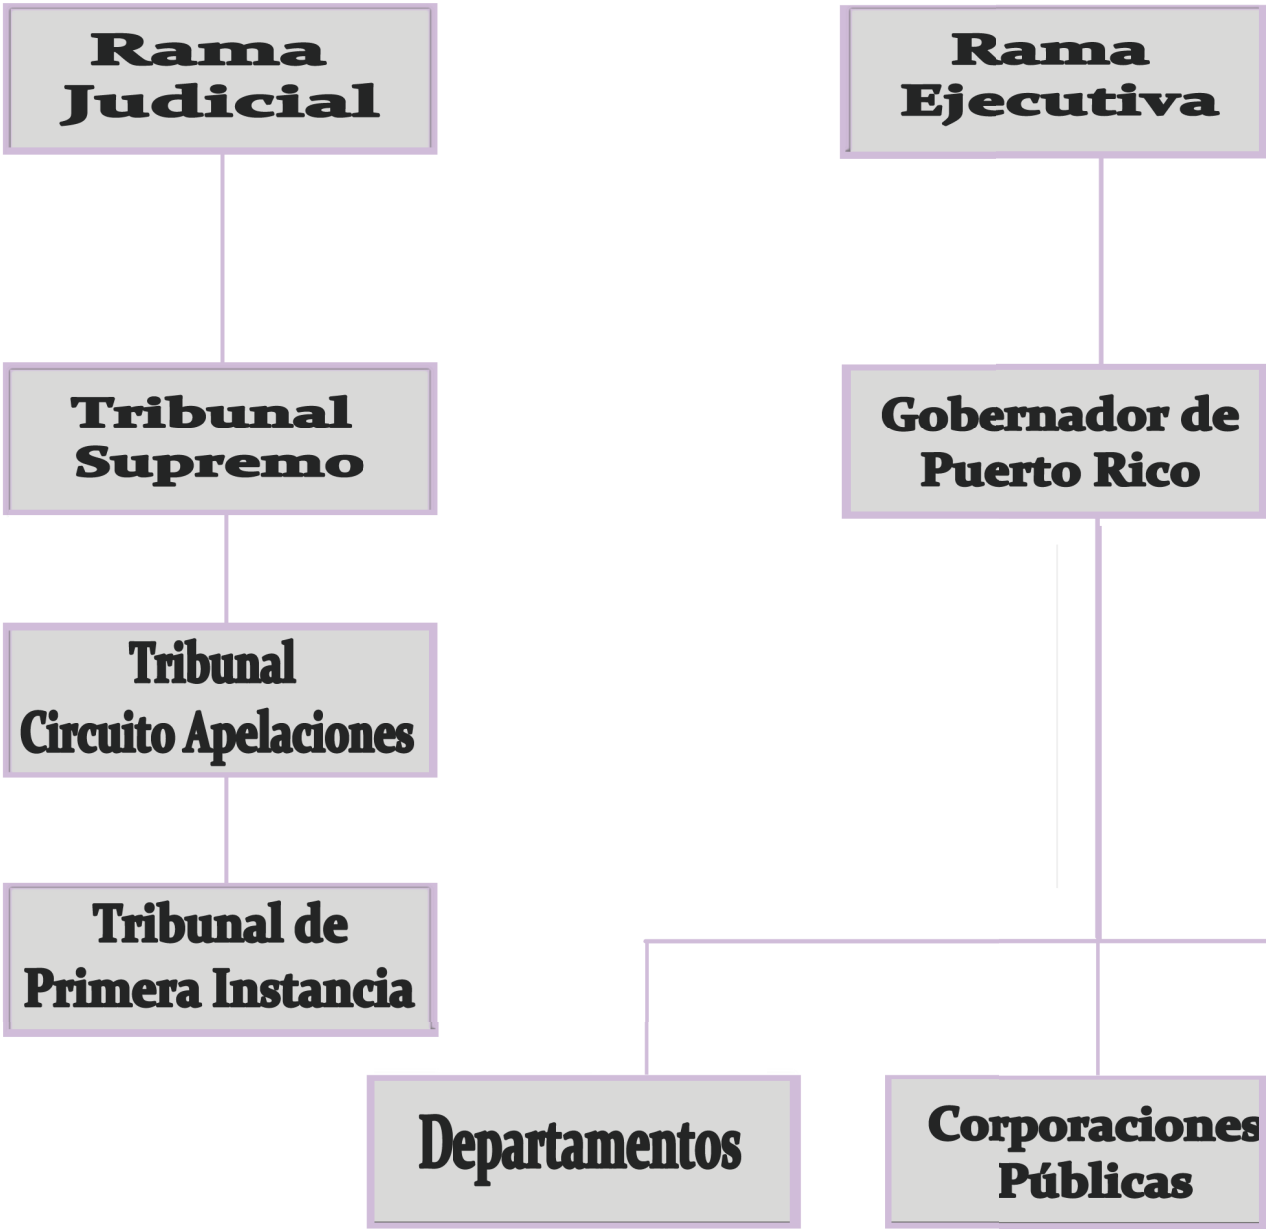 Rama
Judicial
Rama
Ejecutiva
Tribunal
Supremo
Gobernador de
Puerto Rico
Tribunal
Circuito Apelaciones
Tribunal de
Primera Instancia
Departamentos
Corporaciones
Públicas